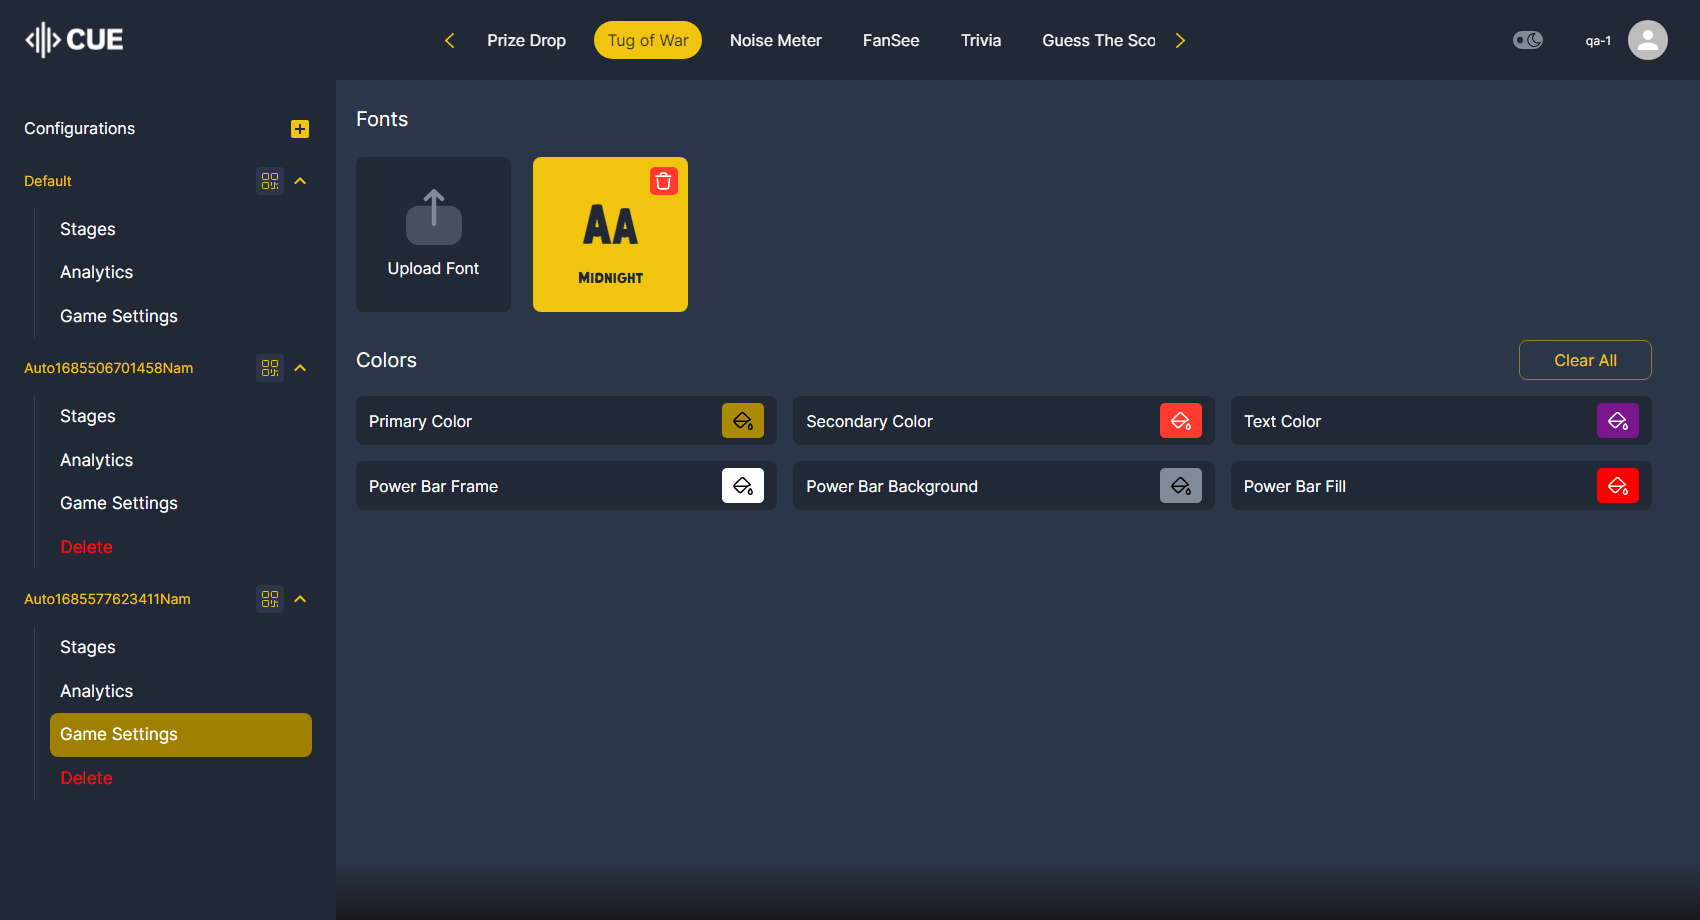 CUE
Prize Drop
Tug of War
Noise Meter
FanSee
Trivia
Guess The Sco
qa-1
Configurations
Default
Stages
Analytics
Game Settings
Auto1685506701458Nam
Stages
Analytics
Game Settings
Delete
Auto1685577623411Nam
Stages
Analytics
Game Settings
Delete
Fonts
Upload Font
AA
MIDNIGHT
Colors
Clear All
Primary Color
Secondary Color
Text Color
Power Bar Frame
Power Bar Background
Power Bar Fill